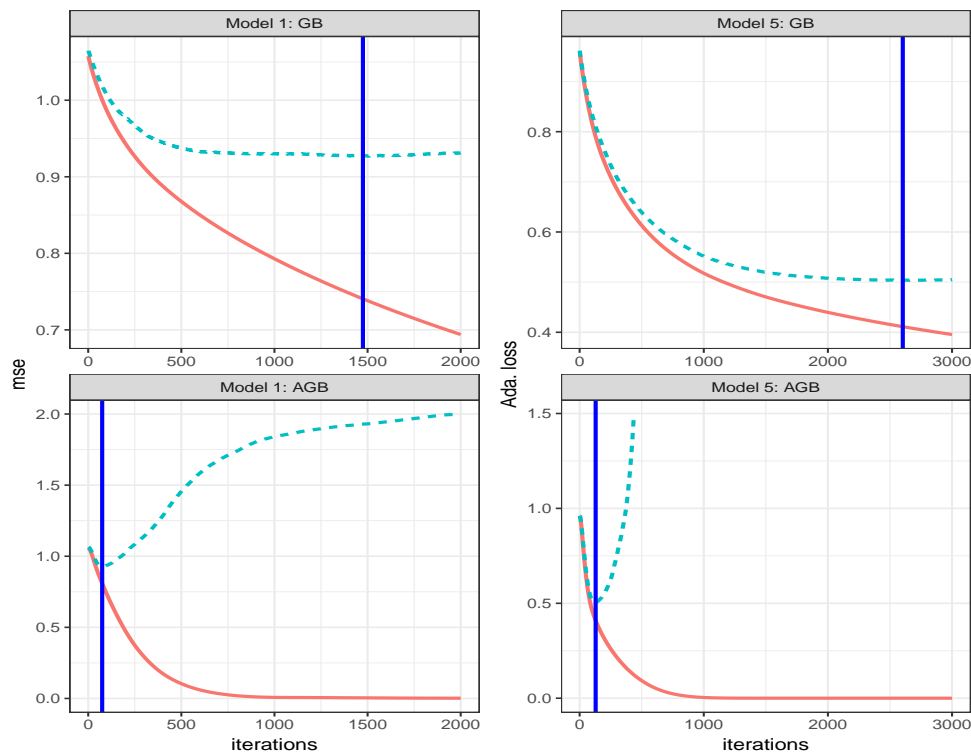 Model 1: GB
1.0
0.9
0.8
0.7
0 500 1000 1500 2000
mse
Model 5: GB
0.8
0.6
0.4
0 1000 2000 3000
Ada. loss
Model 1: AGB
2.0
1.5
1.0
0.5
0.0
0 500 1000 1500 2000
iterations
Model 5: AGB
1.5
1.0
0.5
0.0
0 1000 2000 3000
iterations